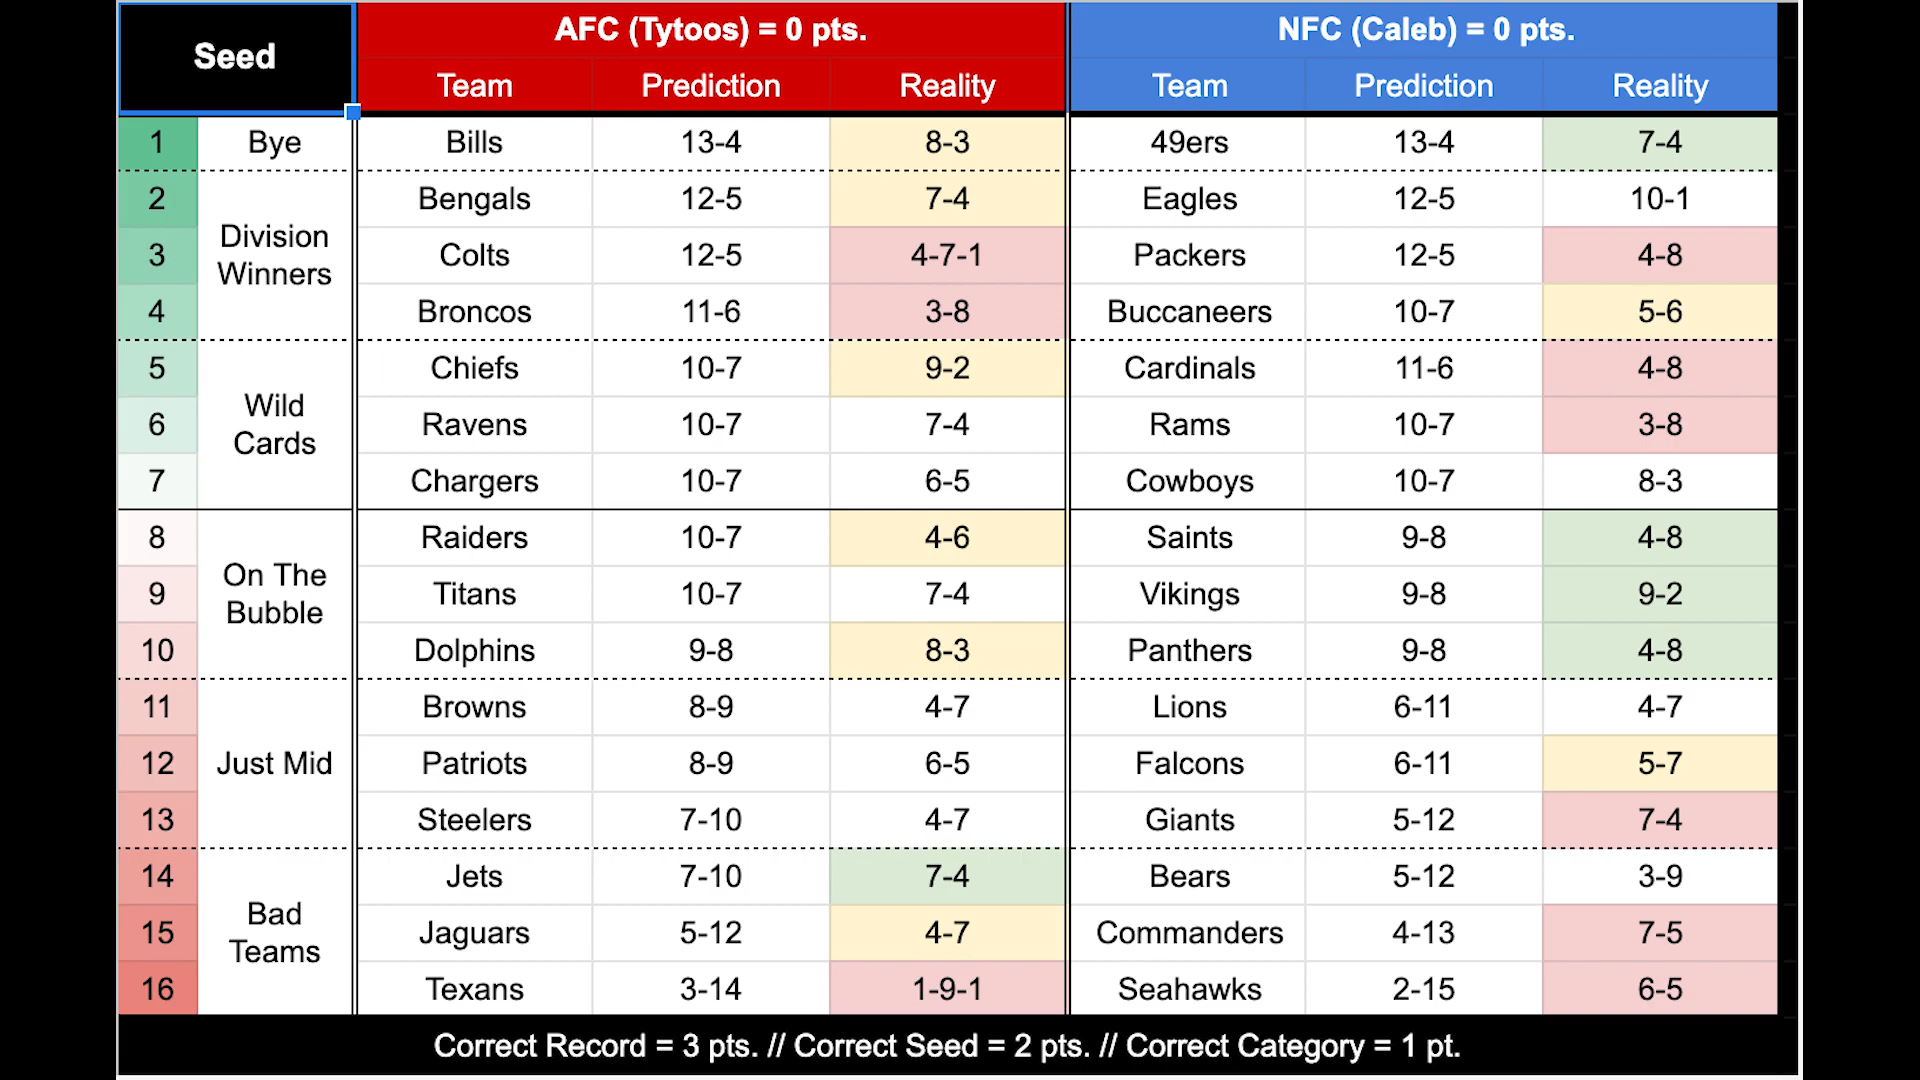 Seed AFC (Tytoos) = 0 pts. NFC (Caleb) = 0 pts.
Team Prediction Reality Team Prediction Reality
1 Bye Bills 13-4 8-3 49ers 13-4 7-4
2 Division Winners Bengals 12-5 7-4 Eagles 12-5 10-1
3 Colts 12-5 4-7-1 Packers 12-5 4-8
4 Broncos 11-6 3-8 Buccaneers 10-7 5-6
5 Wild Cards Chiefs 10-7 9-2 Cardinals 11-6 4-8
6 Ravens 10-7 7-4 Rams 10-7 3-8
7 Chargers 10-7 6-5 Cowboys 10-7 8-3
8 On The Bubble Raiders 10-7 4-6 Saints 9-8 4-8
9 Titans 10-7 7-4 Vikings 9-8 9-2
10 Dolphins 9-8 8-3 Panthers 9-8 4-8
11 Just Mid Browns 8-9 4-7 Lions 6-11 4-7
12 Patriots 8-9 6-5 Falcons 6-11 5-7
13 Steelers 7-10 4-7 Giants 5-12 7-4
14 Bad Teams Jets 7-10 7-4 Bears 5-12 3-9
15 Jaguars 5-12 4-7 Commanders 4-13 7-5
16 Texans 3-14 1-9-1 Seahawks 2-15 6-5
Correct Record = 3 pts. // Correct Seed = 2 pts. // Correct Category = 1 pt.